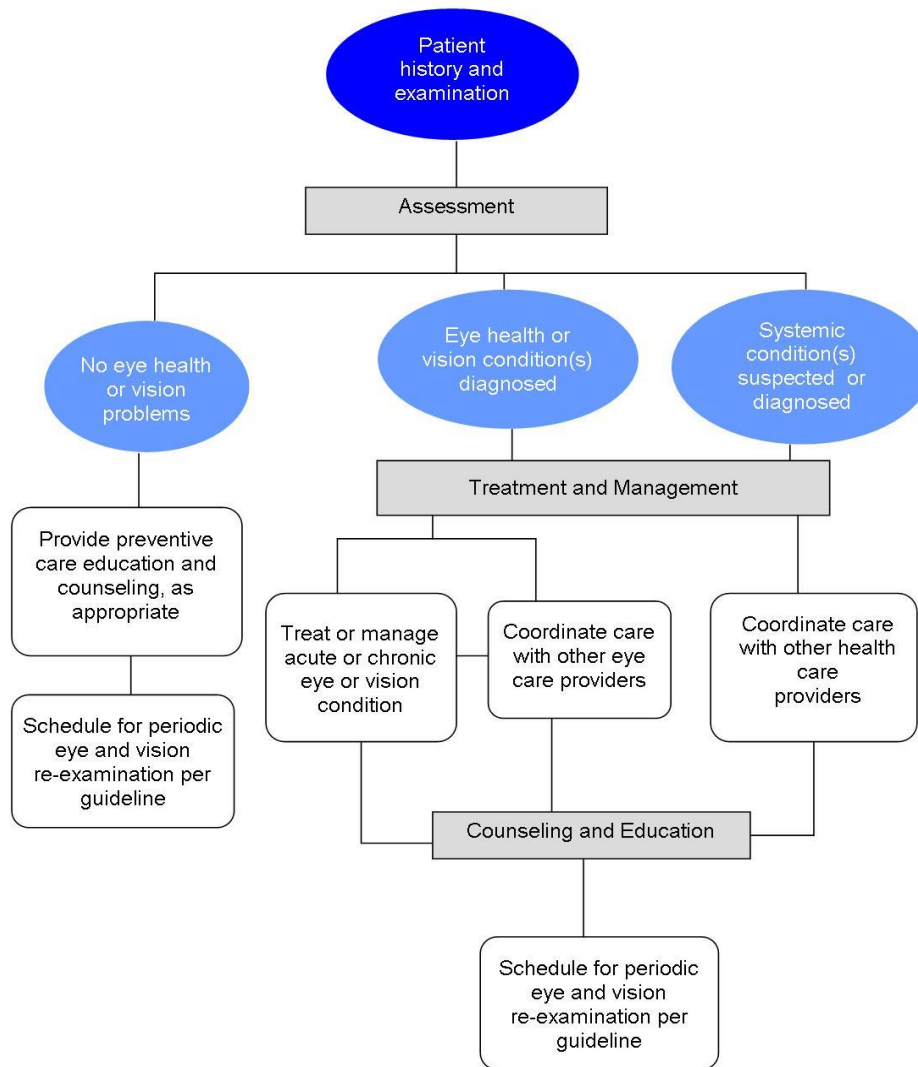 Patient
history and
examination
Assessment
No eye health
or vision
problems
Eye health or
vision condition(s)
diagnosed
Systemic
condition(s)
suspected or
diagnosed
Treatment and Management
Provide preventive
care education and
counseling, as
appropriate
Treat or manage
acute or chronic
eye or vision
condition
Coordinate care
with other eye
care providers
Coordinate care
with other health
care
providers
Schedule for periodic
eye and vision
re-examination per
guideline
Counseling and Education
Schedule for periodic
eye and vision
re-examination per
guideline